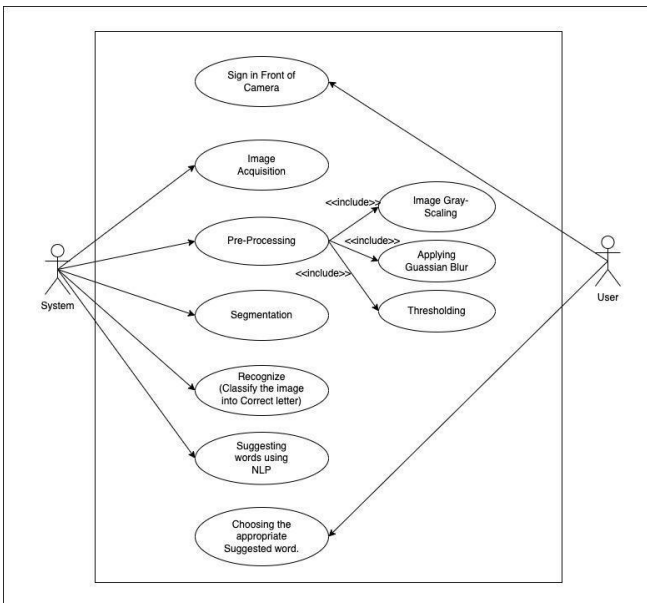 Sign in Front of
Camera
Image
Acquisition
<<include>>
Image Gray-
Scaling
Pre-Processing
<<include>>
Applying
Guassian Blur
<<include>>
System
User
Segmentation
Thresholding
Recognize
(Classify the image
into Correct letter)
Suggesting
words using
NLP
Choosing the
appropriate
Suggested word.